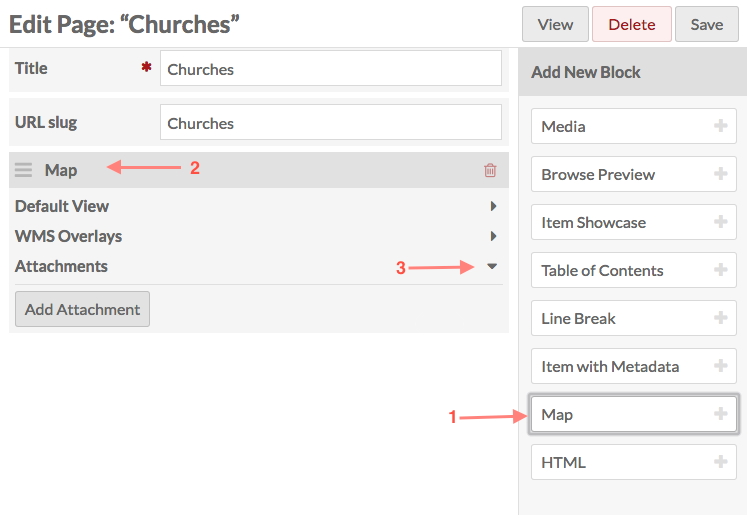 Edit Page: “Churches”
View
Delete
Save
Title
Churches
URL slug
Churches
Map
2
Default View
WMS Overlays
Attachments
3
Add Attachment
Add New Block
Media
Browse Preview
Item Showcase
Table of Contents
Line Break
Item with Metadata
1
Map
HTML